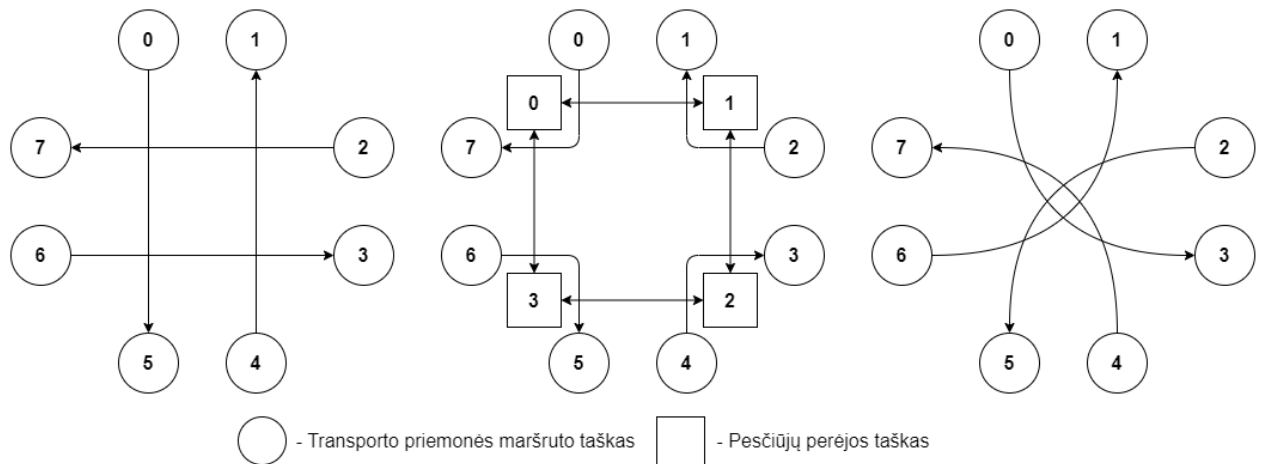 0 1 0 1 0 1
0 1
7 2 7 2 7 2
6 3 6 3 6 3
3 2
5 4 5 4 5 4
- Transporto priemonės maršruto taškas - Pesčiūjų perėjos taškas